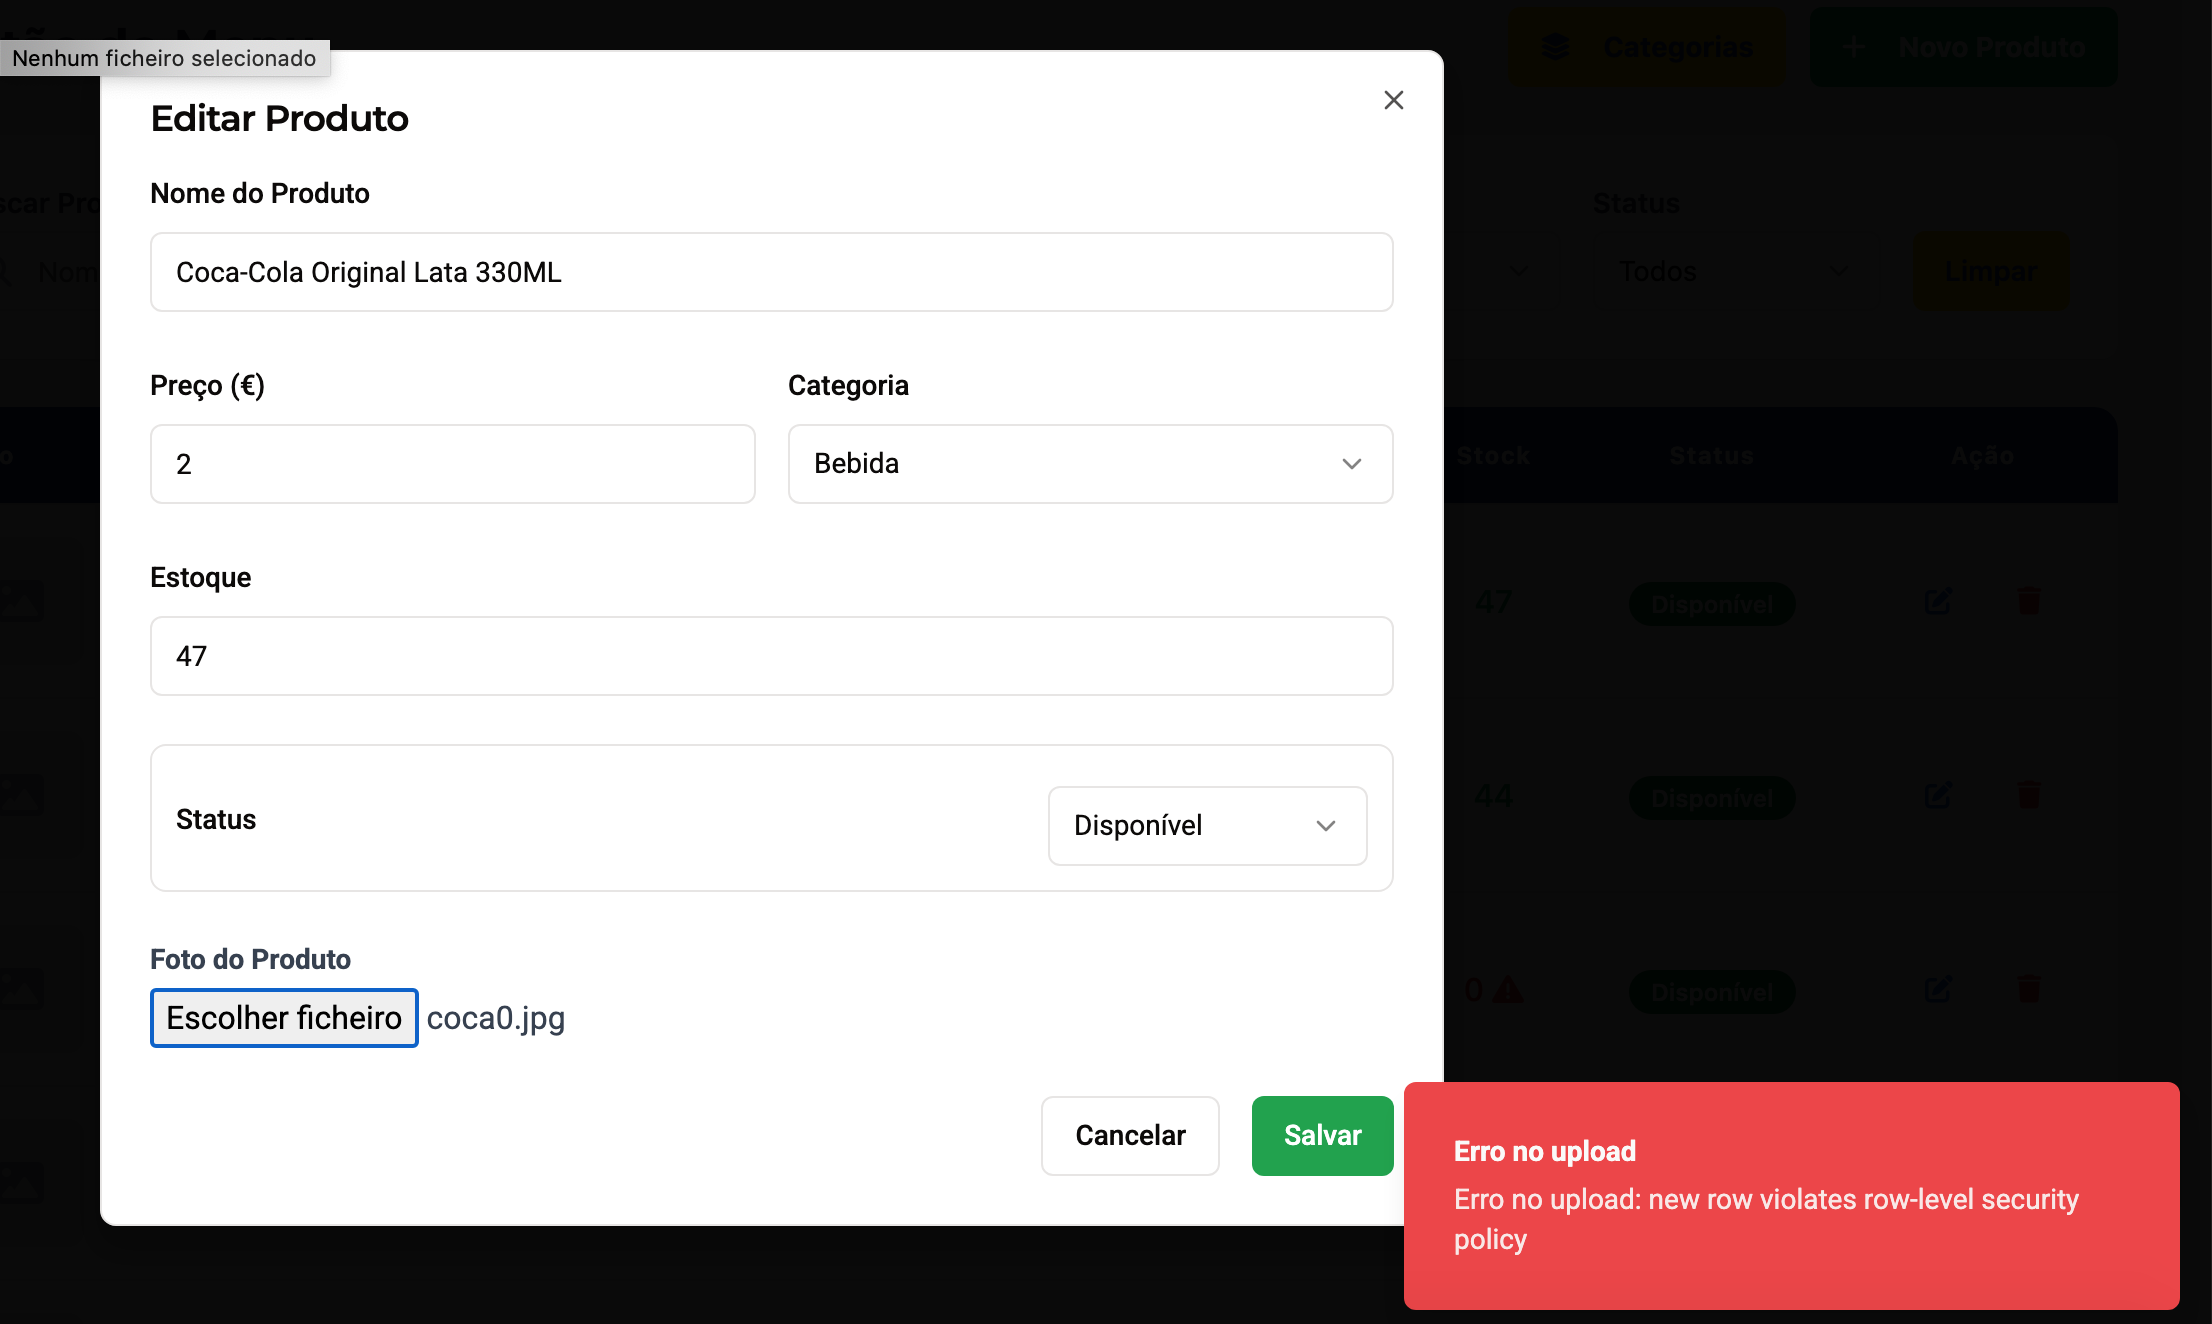 Nenhum ficheiro selecionado
Categorias
+ Novo Produto
Editar Produto
Nome do Produto
Coca-Cola Original Lata 330ML
Status
Todos
Limpar
Preço (€)
Categoria
2
Bebida
Stock
Status
Ação
Estoque
47
47
Disponível
Status
Disponível
44
Disponível
Foto do Produto
Escolher ficheiro coca0.jpg
0
Disponível
Cancelar
Salvar
Erro no upload
Erro no upload: new row violates row-level security
policy